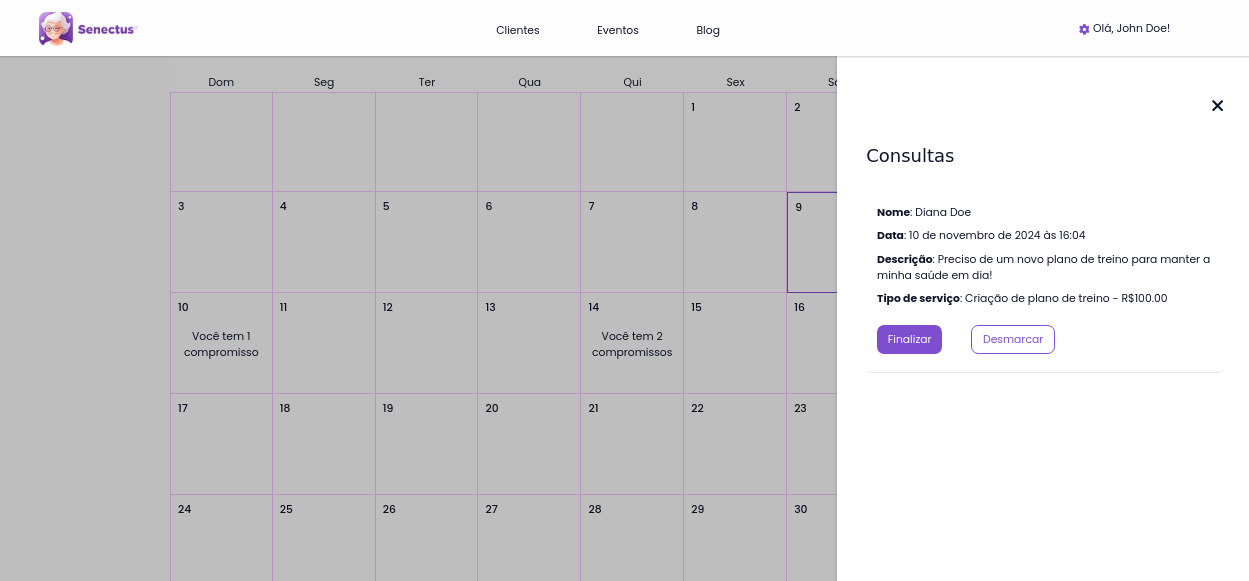 Senectus
Clientes
Eventos
Blog
Olá, John Doe!
Dom
Seg
Ter
Qua
Qui
Sex
1
2
3
4
5
6
7
8
9
10
Você tem 1
compromisso
11
12
13
14
Você tem 2
compromissos
15
16
17
18
19
20
21
22
23
24
25
26
27
28
29
30
Consultas
Nome: Diana Doe
Data: 10 de novembro de 2024 às 16:04
Descrição: Preciso de um novo plano de treino para manter a
minha saúde em dia!
Tipo de serviço: Criação de plano de treino - R$100.00
Finalizar
Desmarcar